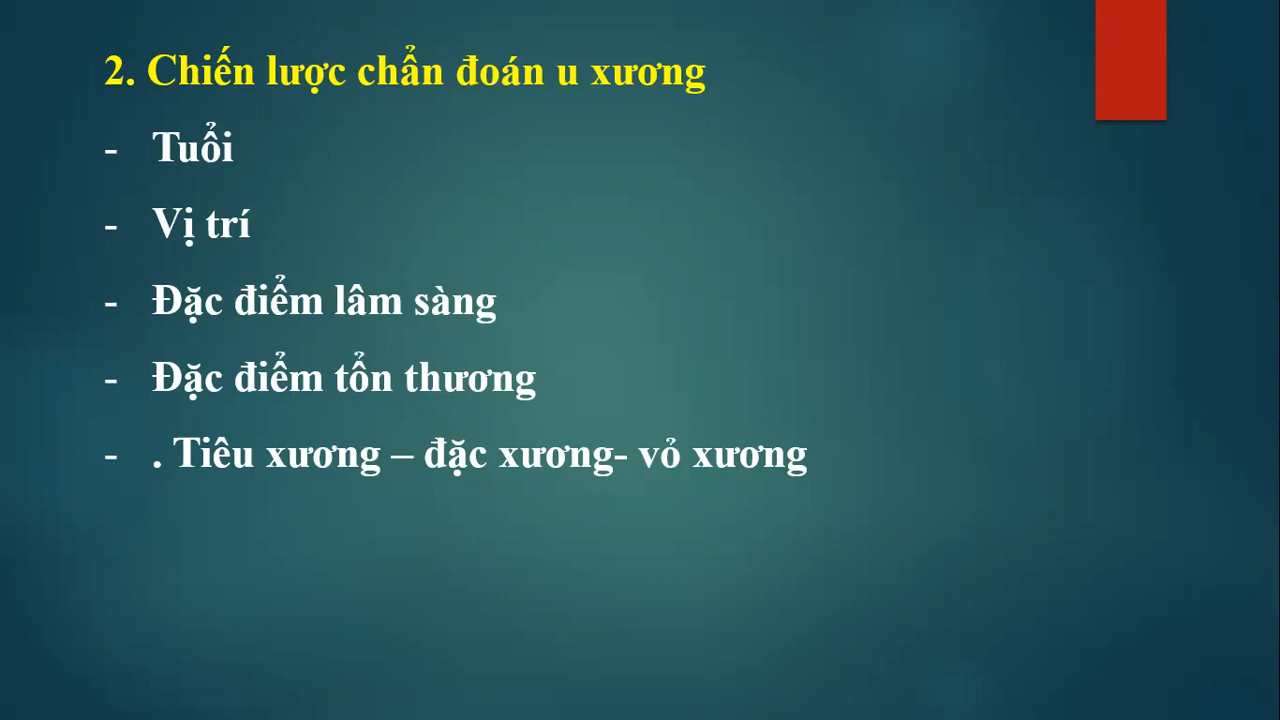 2. Chiến lược chẩn đoán u xương
- Tuổi
- Vị trí
- Đặc điểm lâm sàng
- Đặc điểm tổn thương
- . Tiêu xương – đặc xương- vỏ xương